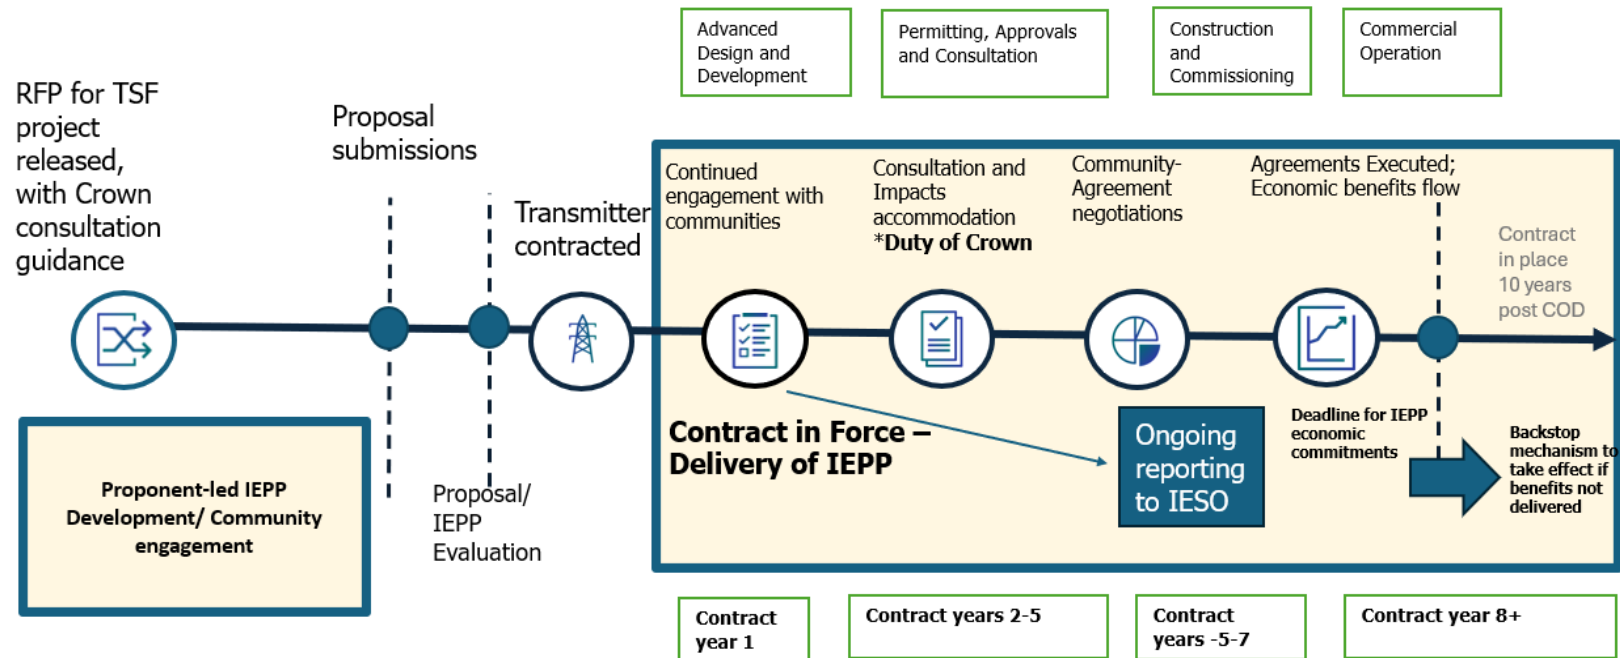 Advanced
Design and
Development
Permitting, Approvals
and Consultation
Construction
and
Commissioning
Commercial
Operation
RFP for TSF
project
released,
with Crown
consultation
guidance
Proposal
submissions
Transmitter
contracted
Continued
engagement with
communities
Consultation and
Impacts
accommodation
*Duty of Crown
Community-
Agreement
negotiations
Agreements Executed;
Economic benefits flow
Contract
in place
10 years
post COD
Proponent-led IEPP
Development/ Community
engagement
Proposal/
IEPP
Evaluation
Contract in Force –
Delivery of IEPP
Ongoing
reporting
to IESO
Deadline for IEPP
economic
commitments
Backstop
mechanism to
take effect if
benefits not
delivered
Contract
year 1
Contract years 2-5
Contract
years -5-7
Contract year 8+